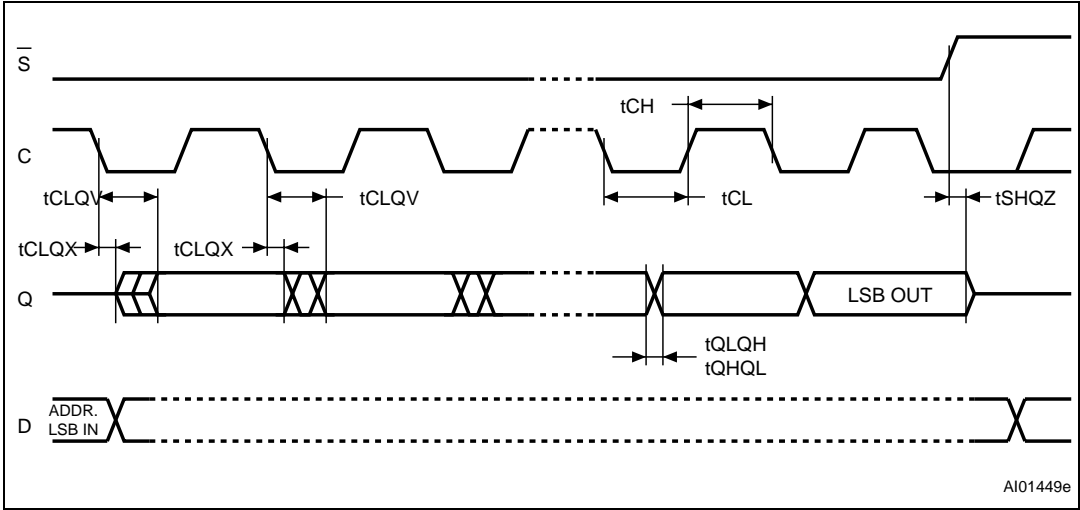 S
tCH
C
tCLQV
tCLQV
tCL
tSHQZ
tCLQX
tCLQX
Q
LSB OUT
tQLQH
tQHQL
D
ADDR.
LSB IN
AI01449e